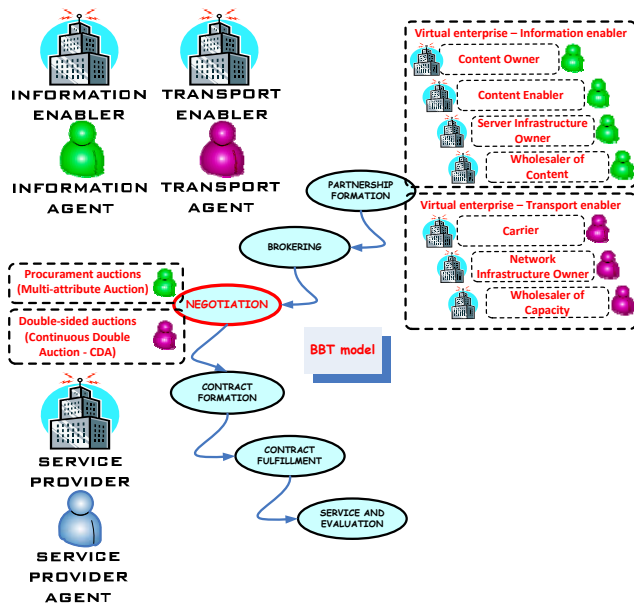 INFORMATION
ENABLER
TRANSPORT
ENABLER
INFORMATION
AGENT
TRANSPORT
AGENT
Virtual enterprise – Information enabler
Content Owner
Content Enabler
Server Infrastructure
Owner
Wholesaler of
Content
Virtual enterprise – Transport enabler
Carrier
Network
Infrastructure Owner
Wholesaler of
Capacity
PARTNERSHIP
FORMATION
BROKERING
Procurement auctions
(Multi-attribute Auction)
NEGOTIATION
Double-sided auctions
(Continuous Double
Auction - CDA)
BBT model
CONTRACT
FORMATION
CONTRACT
FULFILLMENT
SERVICE AND
EVALUATION
SERVICE
PROVIDER
SERVICE
PROVIDER
AGENT